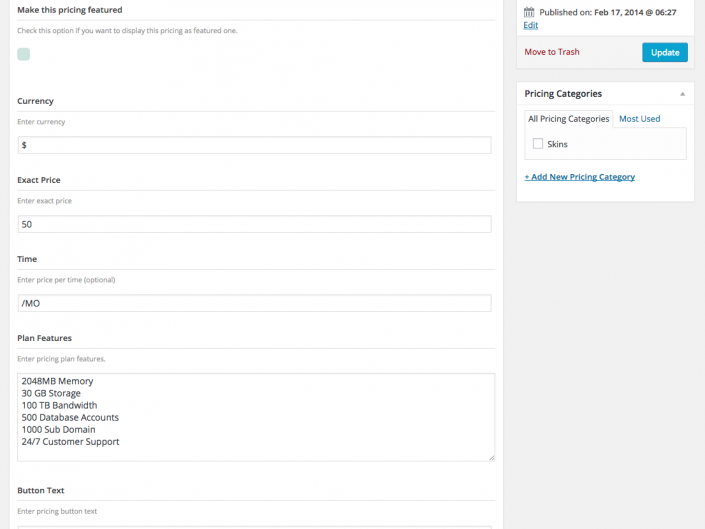 Make this pricing featured
Check this option if you want to display this pricing as featured one.
Currency
Enter currency
$
Exact Price
Enter exact price
50
Time
Enter price per time (optional)
/MO
Plan Features
Enter pricing plan features.
2048MB Memory
30 GB Storage
100 TB Bandwidth
500 Database Accounts
1000 Sub Domain
24/7 Customer Support
Button Text
Enter pricing button text
Published on: Feb 17, 2014 @ 06:27
Edit
Move to Trash
Update
Pricing Categories
All Pricing Categories
Most Used
Skins
+ Add New Pricing Category